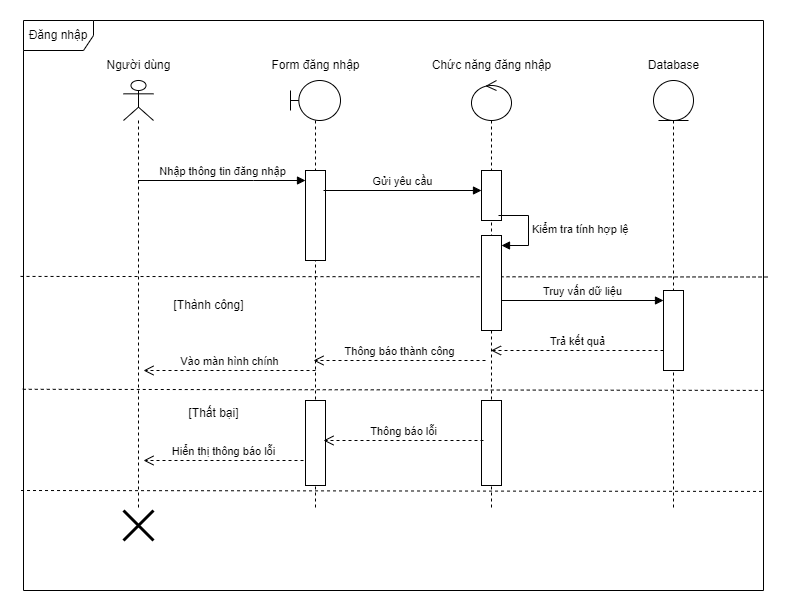 Đăng nhập
Người dùng
Form đăng nhập
Chức năng đăng nhập
Database
Nhập thông tin đăng nhập
Gửi yêu cầu
Kiểm tra tính hợp lệ
Truy vấn dữ liệu
[Thành công]
Trả kết quả
Thông báo thành công
Vào màn hình chính
[Thất bại]
Thông báo lỗi
Hiển thị thông báo lỗi